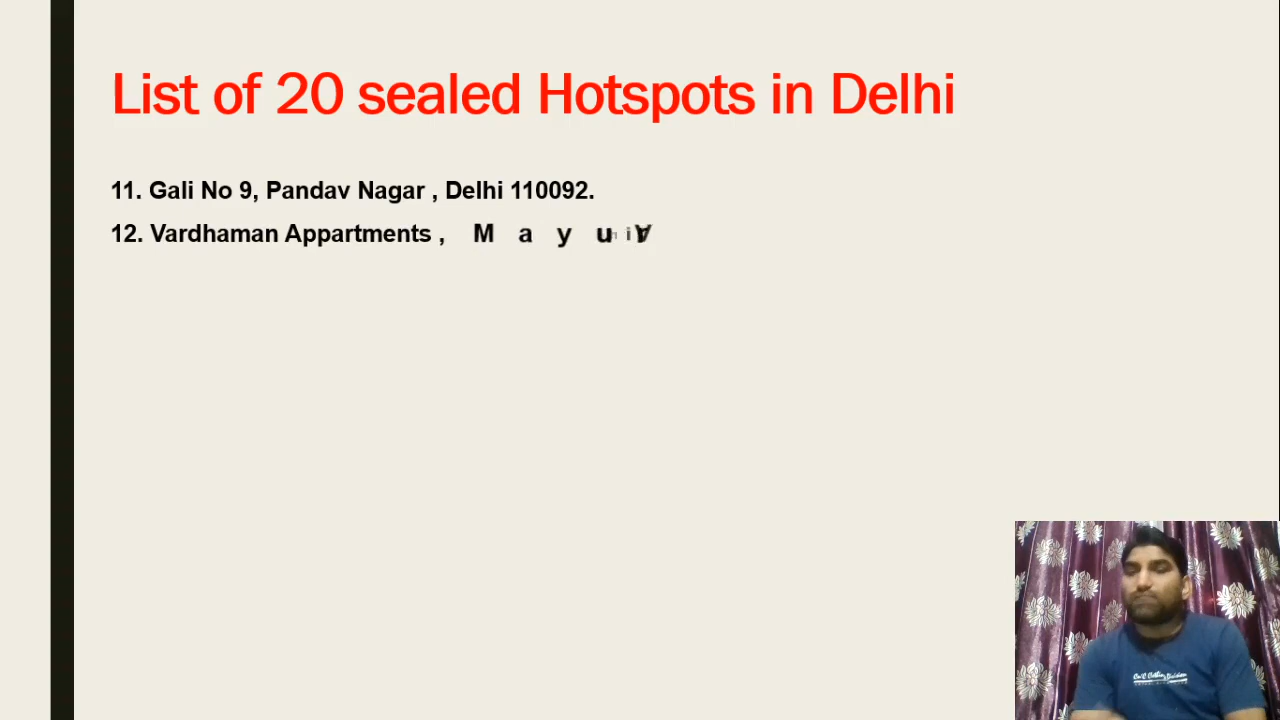 List of 20 sealed Hotspots in Delhi
11. Gali No 9, Pandav Nagar , Delhi 110092.
12. Vardhaman Appartments ,